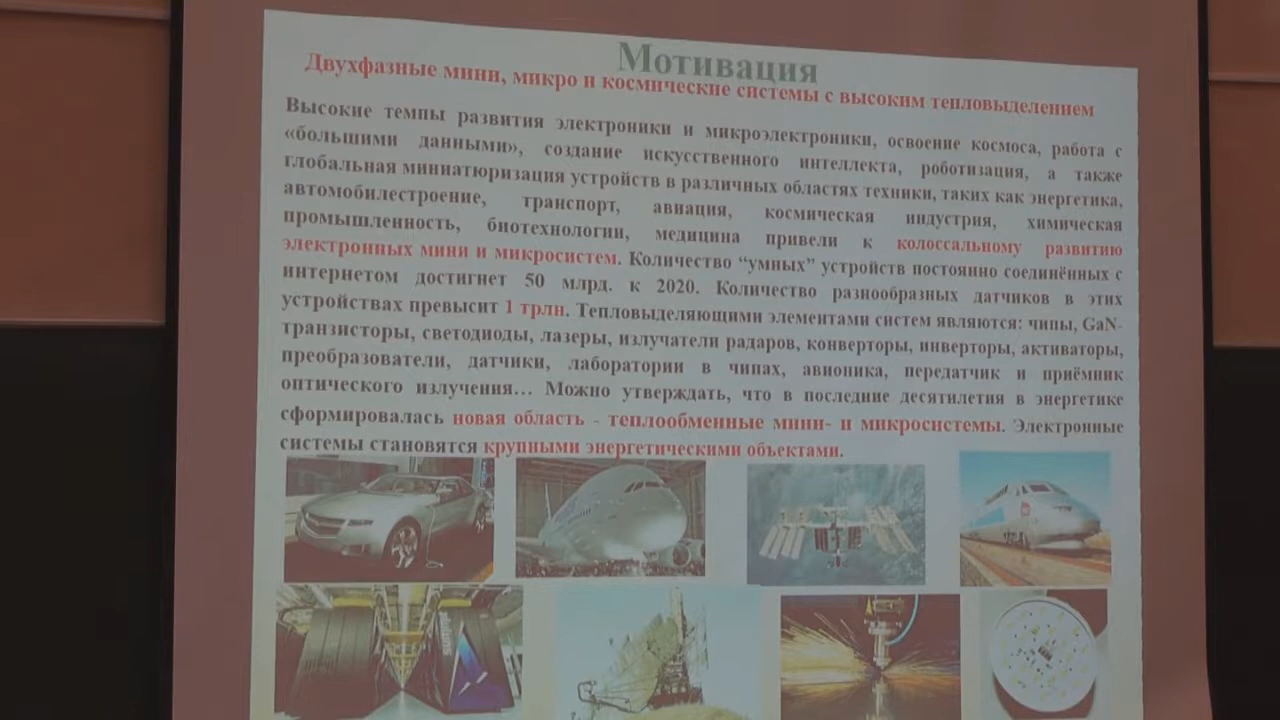 Мотивация
Двухфазные мини, микро и космические системы с высоким тепловыделением
Высокие темпы развития электроники и микроэлектроники, освоение космоса, работа с
«большими данными», создание искусственного интеллекта, роботизация, а также
глобальная миниатюризация устройств в различных областях техники, таких как энергетика,
автомобилестроение, транспорт, авиация, космическая индустрия, химическая
промышленность, биотехнологии, медицина привели к колоссальному развитию
электронных мини и микросистем. Количество “умных” устройств постоянно соединённых с
интернетом достигнет 50 млрд. к 2020. Количество разнообразных датчиков в этих
устройствах превысит 1 трлн. Тепловыделяющими элементами систем являются: чипы, GaN-
транзисторы, светодиоды, лазеры, излучатели радаров, конверторы, инверторы, активаторы,
преобразователи, датчики, лаборатории в чипах, авионика, передатчик и приёмник
оптического излучения… Можно утверждать, что в последние десятилетия в энергетике
сформировалась новая область - теплообменные мини- и микросистемы. Электронные
системы становятся крупными энергетическими объектами.